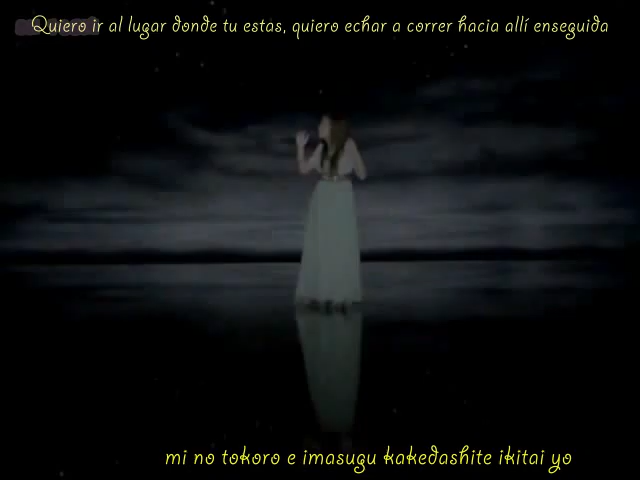 Quiero ir al lugar donde tu estas, quiero echar a correr hacia allí enseguida
mi no tokoro e imasugu kakedashite ikitai yo